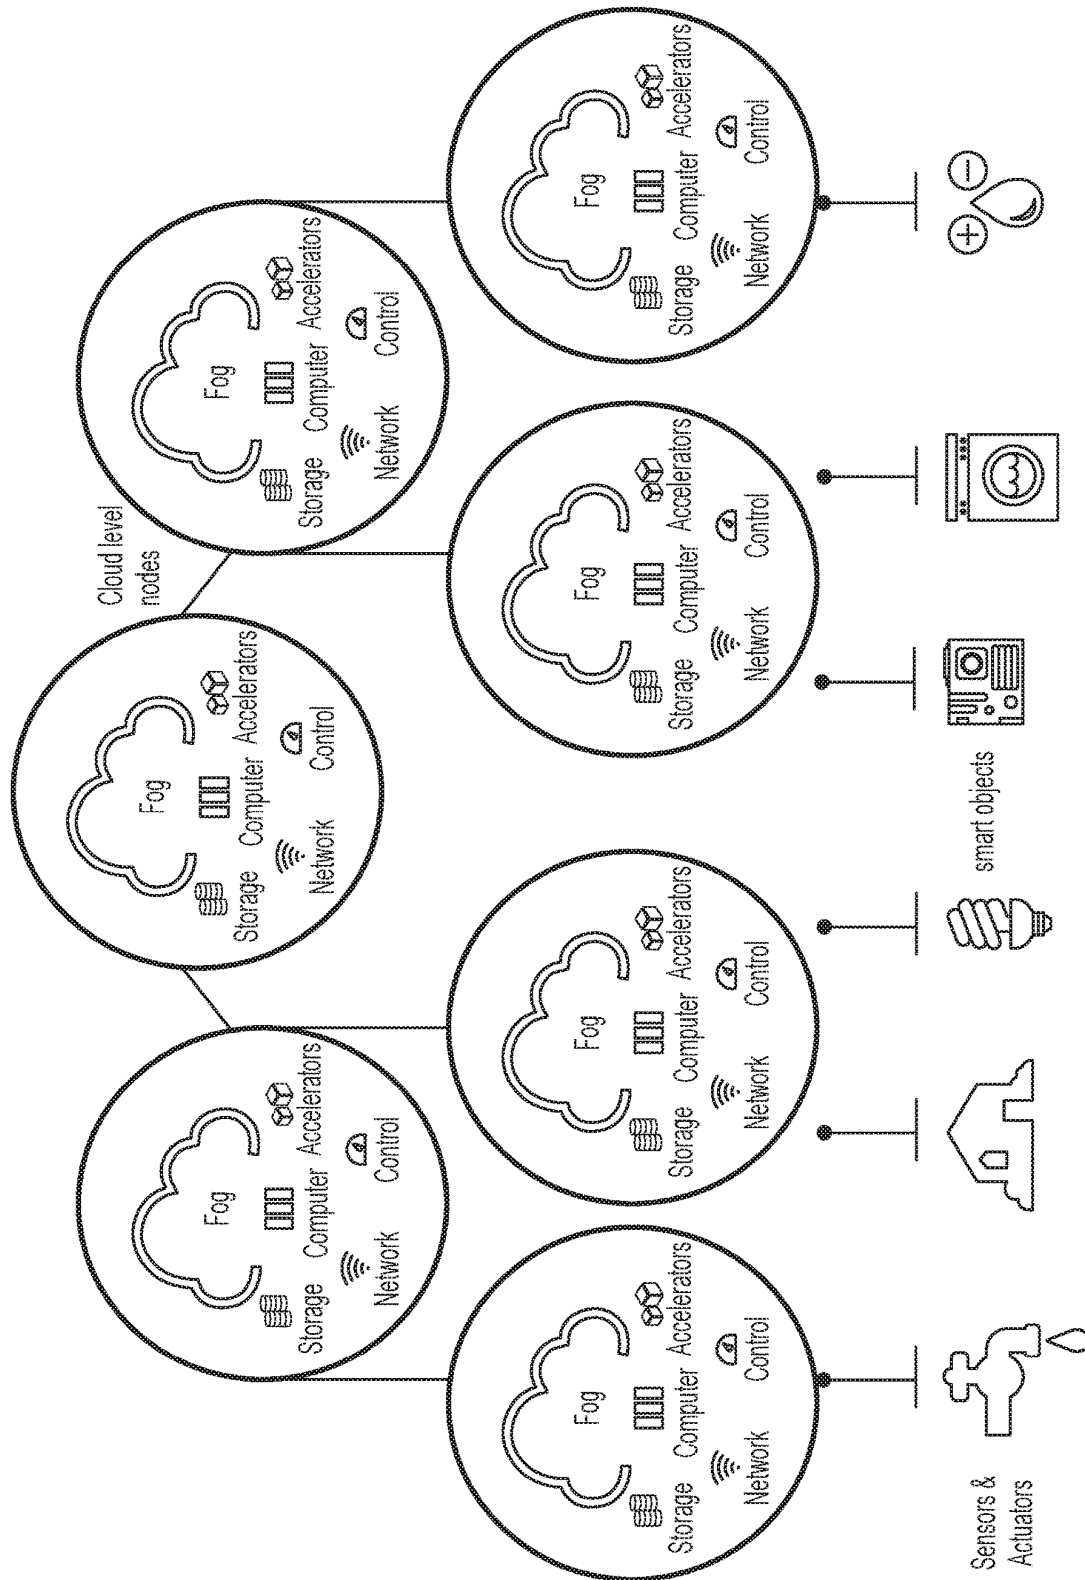 Cloud level
nodes
Fog
Storage Computer Accelerators
Network Control
Fog
Storage Computer Accelerators
Network Control
Fog
Storage Computer Accelerators
Network Control
Fog
Storage Computer Accelerators
Network Control
Fog
Storage Computer Accelerators
Network Control
Fog
Storage Computer Accelerators
Network Control
Fog
Storage Computer Accelerators
Network Control
Sensors &
Actuators
smart objects